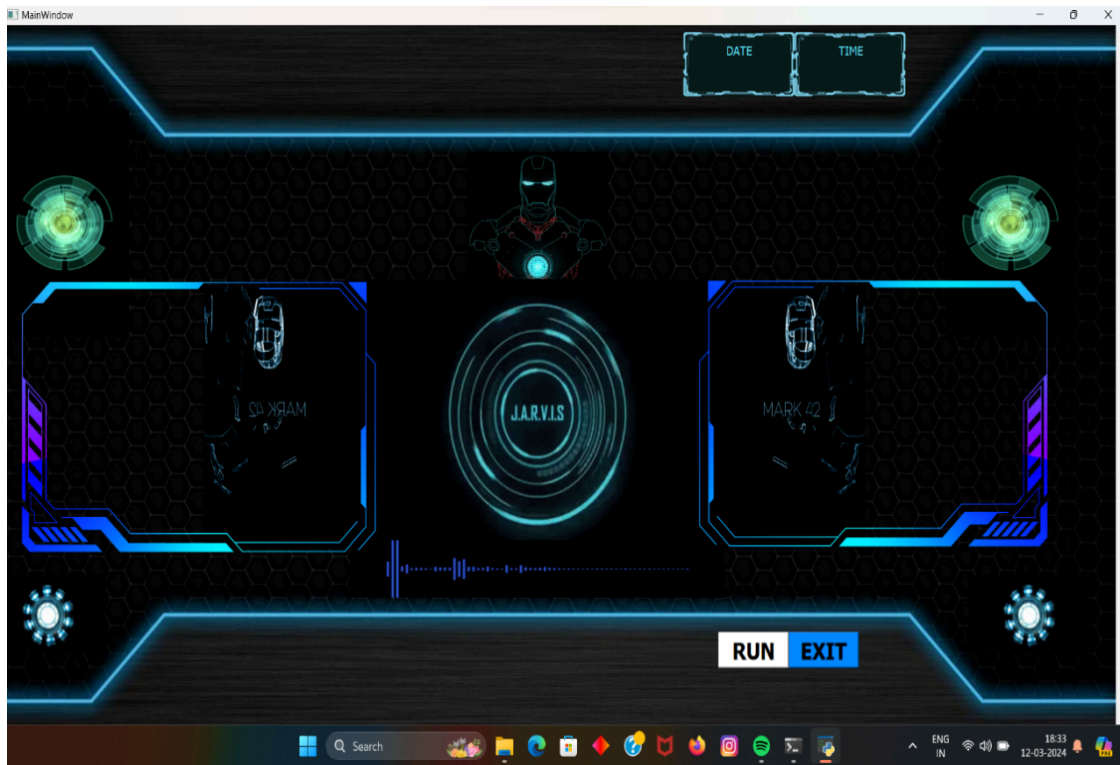 MainWindow
DATE
TIME
J.A.R.V.I.S
MARK 42
MARK 42
RUN
EXIT
Search
ENG
IN
18:33
12-03-2024